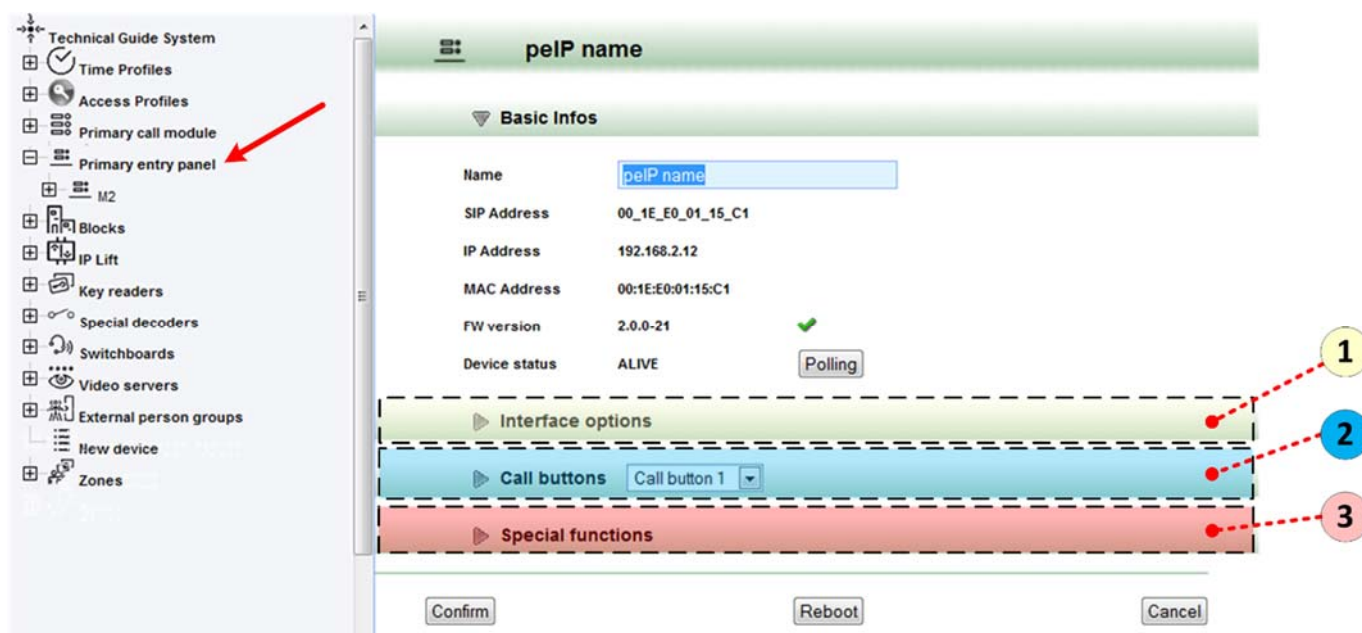 Technical Guide System
Time Profiles
Access Profiles
Primary call module
Primary entry panel
M2
Blocks
IP Lift
Key readers
Special decoders
Switchboards
Video servers
External person groups
New device
Zones
peIP name
Basic Infos
Name peIP name
SIP Address 00_1E_E0_01_15_C1
IP Address 192.168.2.12
MAC Address 00:1E:E0:01:15:C1
FW version 2.0.0-21
Device status ALIVE Polling
Interface options
Call buttons Call button 1
Special functions
Confirm Reboot Cancel
1
2
3